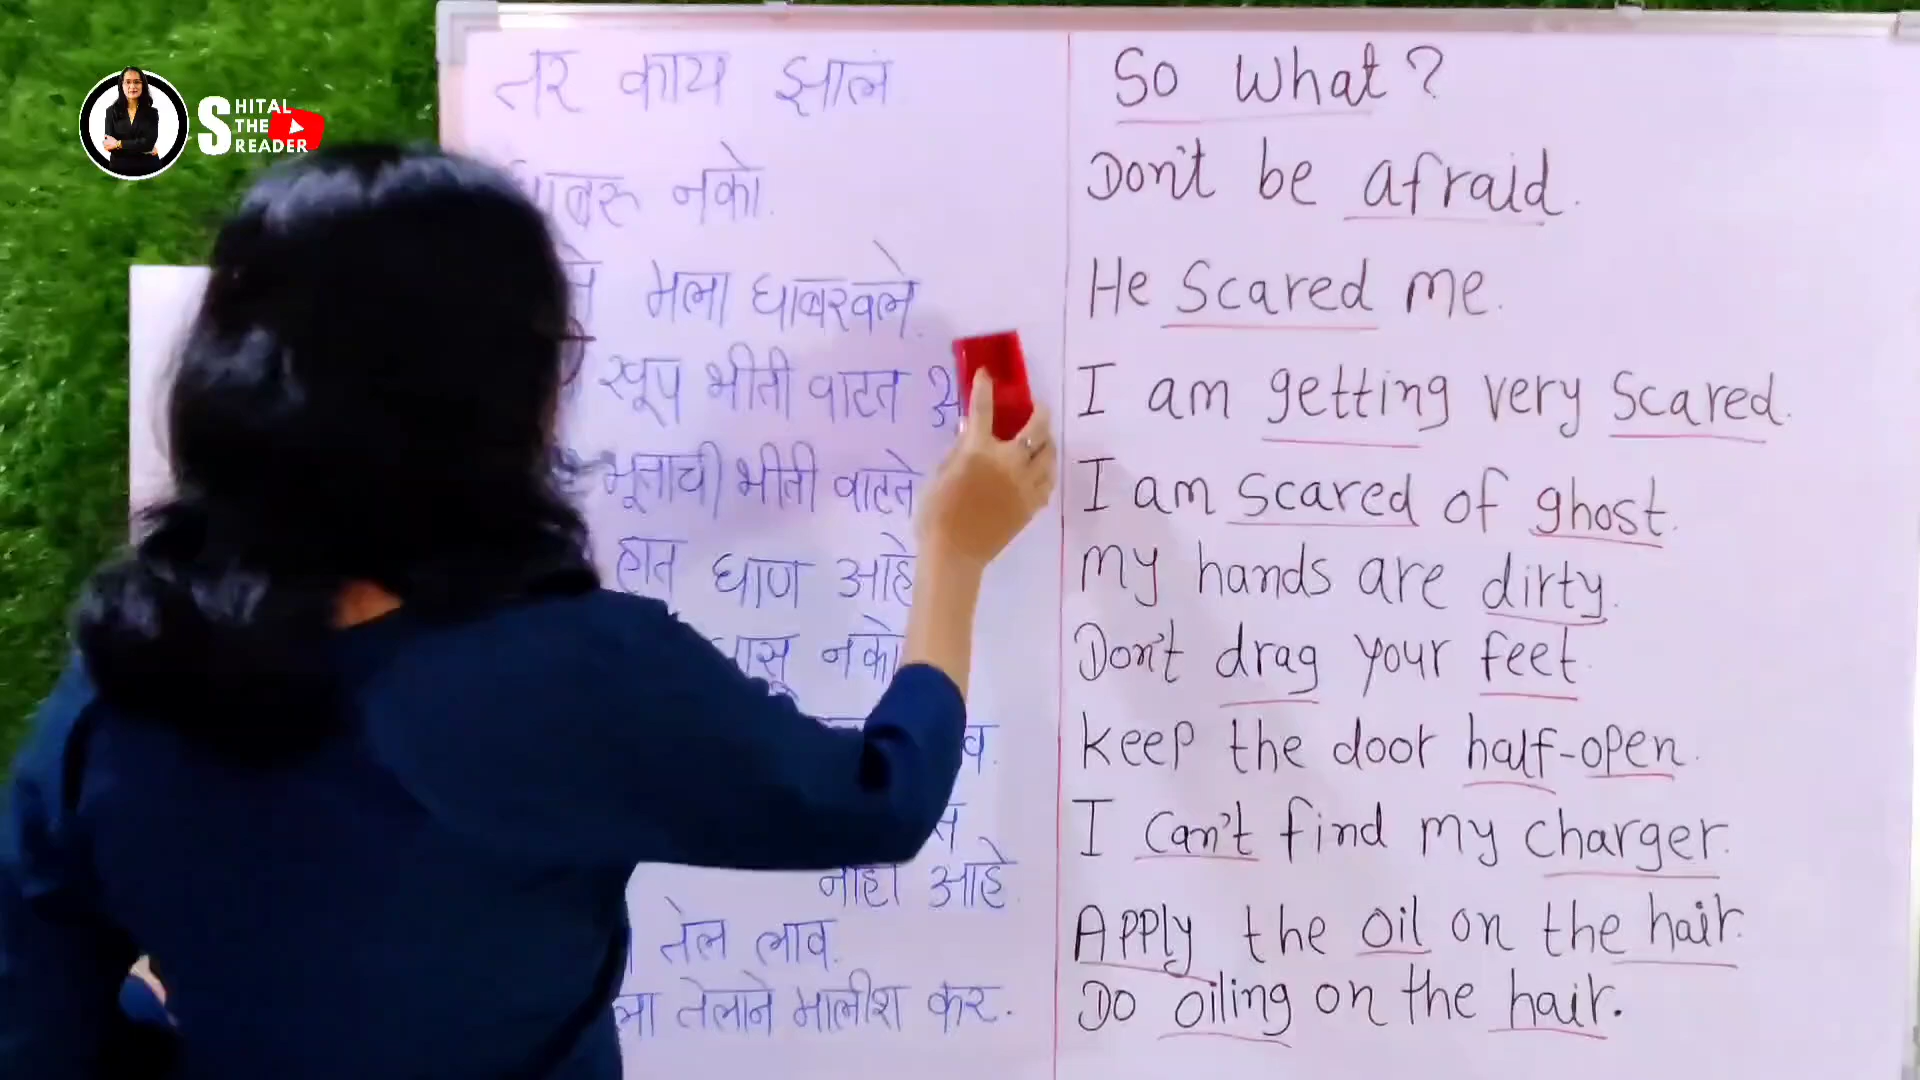 SHITAL
THE
READER
तर काय झालं
नको.
मला घाबरवले.
खूप भीती वाटत
भूताची भीती वाटते
हात घाण आहे
नको
नाही आहे.
तेल लाव.
तेलाने मालीश कर.
So What?
Don't be afraid.
He Scared me.
I am getting very Scared.
I am Scared of ghost.
My hands are dirty.
Don't drag your feet.
Keep the door half-open.
I Can't find my Charger.
Apply the oil on the hair.
Do oiling on the hair.